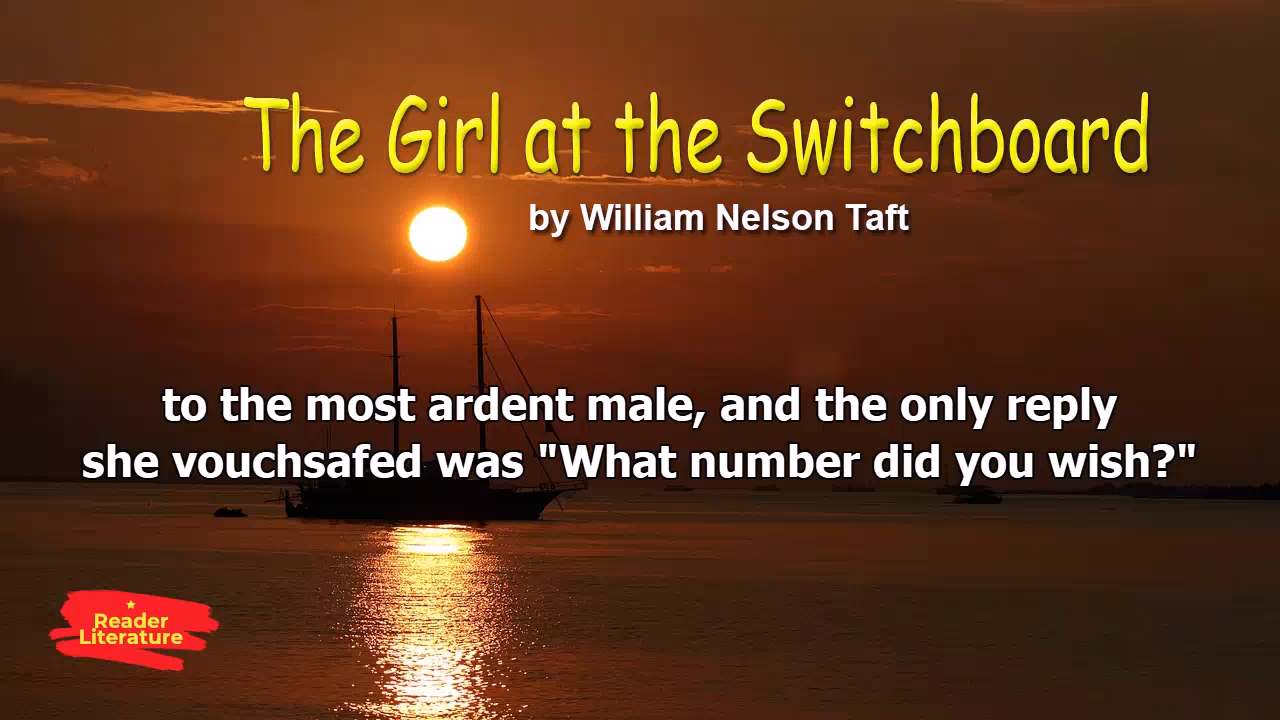 The Girl at the Switchboard
by William Nelson Taft
to the most ardent male, and the only reply
she vouchsafed was "What number did you wish?"
Reader
Literature